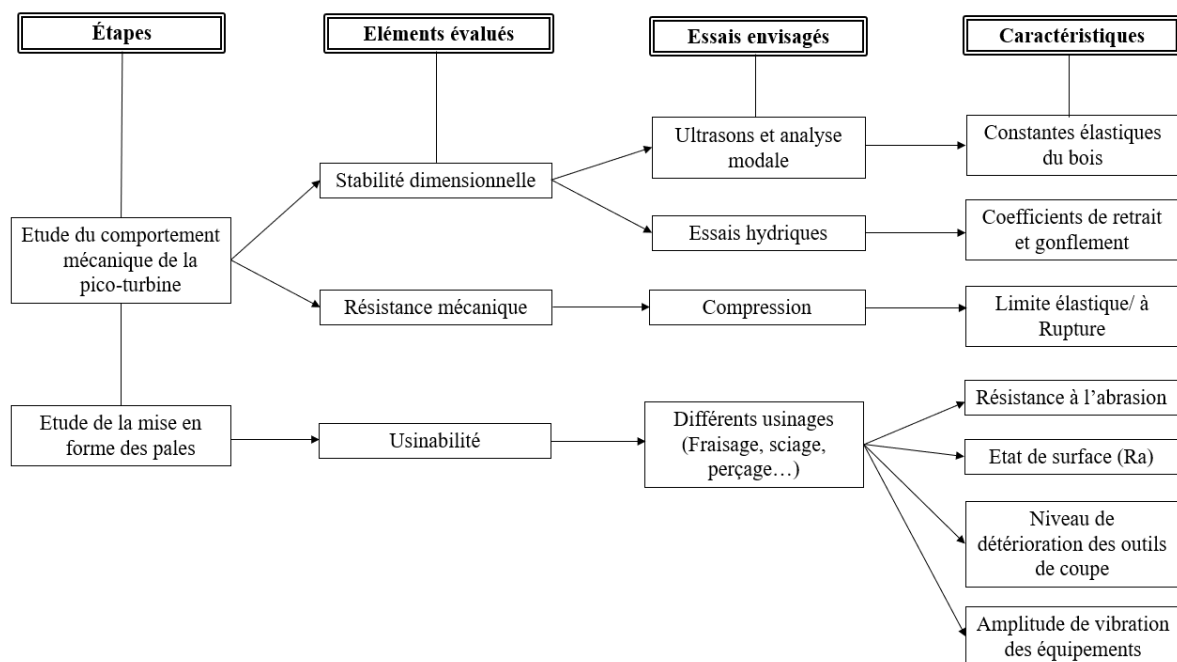 Étapes
Eléments évalués
Essais envisagés
Caractéristiques
Ultrasons et analyse
modale
Constantes élastiques
du bois
Stabilité dimensionnelle
Etude du comportement
mécanique de la
pico-turbine
Essais hydriques
Coefficients de retrait
et gonflement
Résistance mécanique
Compression
Limite élastique/ à
Rupture
Etude de la mise en
forme des pales
Usinabilité
Différents usinages
(Fraisage, sciage,
perçage…)
Résistance à l’abrasion
Etat de surface (Ra)
Niveau de
détérioration des outils
de coupe
Amplitude de vibration
des équipements